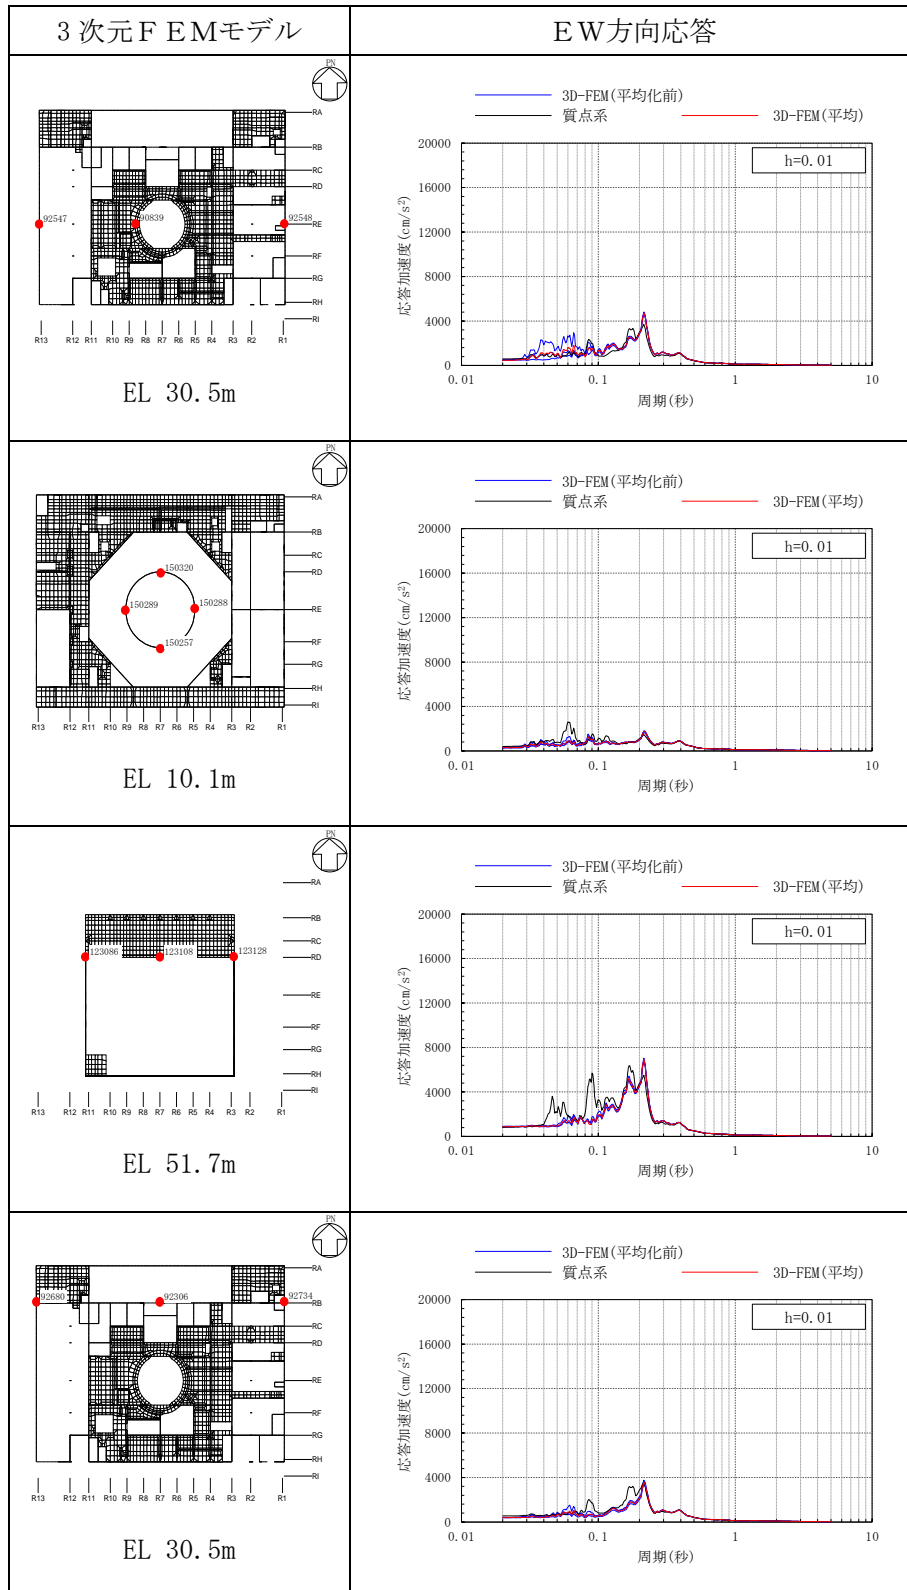 3次元ＦＥＭモデル
ＥＷ方向応答
PN
RA
RB
RC
RD
92547
90839
92548
RE
RF
RG
RH
RI
R13 R12 R11 R10 R9 R8 R7 R6 R5 R4 R3 R2 R1
EL 30.5m
3D-FEM(平均化前)
質点系 3D-FEM(平均)
h=0.01
応答加速度(cm/s²)
20000
16000
12000
8000
4000
0
0.01 0.1 1 10
周期(秒)
PN
RA
RB
RC
RD
150320
150289 150288
RE
150257
RF
RG
RH
RI
R13 R12 R11 R10 R9 R8 R7 R6 R5 R4 R3 R2 R1
EL 10.1m
3D-FEM(平均化前)
質点系 3D-FEM(平均)
h=0.01
応答加速度(cm/s²)
20000
16000
12000
8000
4000
0
0.01 0.1 1 10
周期(秒)
PN
RA
RB
RC
123086 123108 123128
RD
RE
RF
RG
RH
RI
R13 R12 R11 R10 R9 R8 R7 R6 R5 R4 R3 R2 R1
EL 51.7m
3D-FEM(平均化前)
質点系 3D-FEM(平均)
h=0.01
応答加速度(cm/s²)
20000
16000
12000
8000
4000
0
0.01 0.1 1 10
周期(秒)
PN
RA
92680 92306 92734
RB
RC
RD
RE
RF
RG
RH
RI
R13 R12 R11 R10 R9 R8 R7 R6 R5 R4 R3 R2 R1
EL 30.5m
3D-FEM(平均化前)
質点系 3D-FEM(平均)
h=0.01
応答加速度(cm/s²)
20000
16000
12000
8000
4000
0
0.01 0.1 1 10
周期(秒)